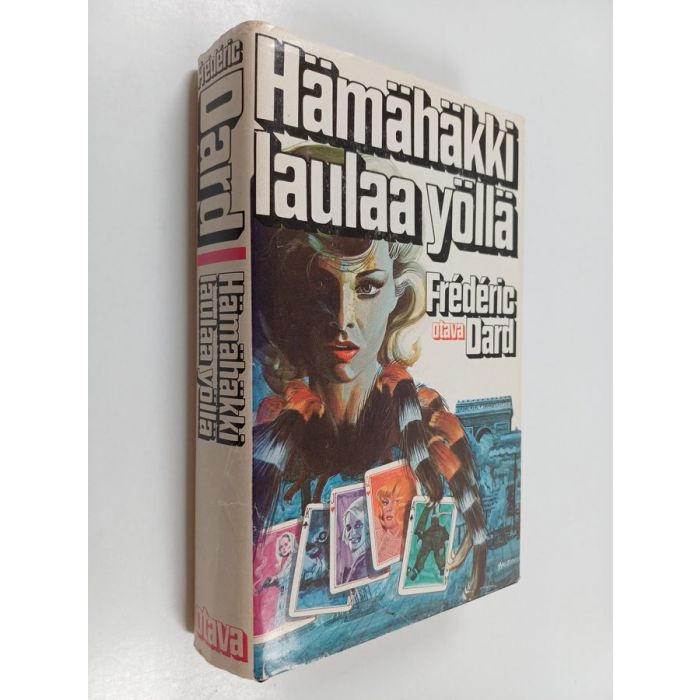 Hämähäkki
laulaa yöllä
Frédéric
otava Dard
Frédéric
Dard
Hämähäkki
laulaa yöllä
otava